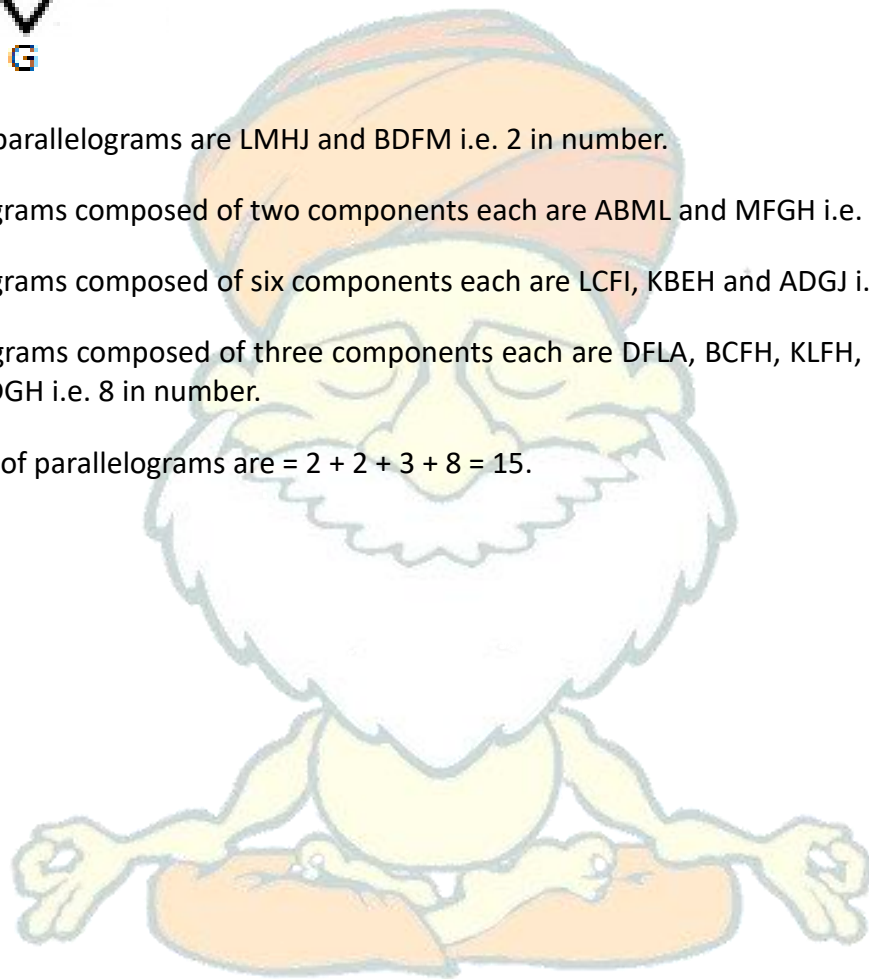 G
parallelograms are LMHJ and BDFM i.e. 2 in number.
grams composed of two components each are ABML and MFGH i.e.
grams composed of six components each are LCFI, KBEH and ADGJ i.
grams composed of three components each are DFLA, BCFH, KLFH,
GH i.e. 8 in number.
of parallelograms are = 2 + 2 + 3 + 8 = 15.